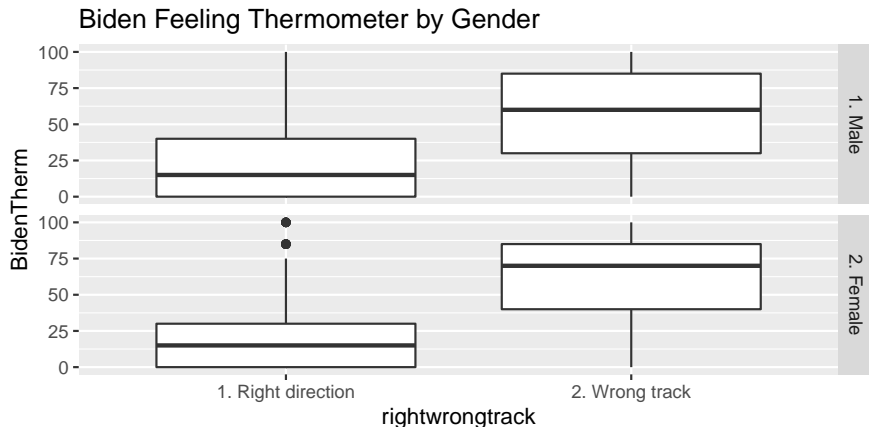 Biden Feeling Thermometer by Gender
100
75
50
25
0
1. Male
100
75
50
25
0
2. Female
BidenTherm
1. Right direction
2. Wrong track
rightwrongtrack